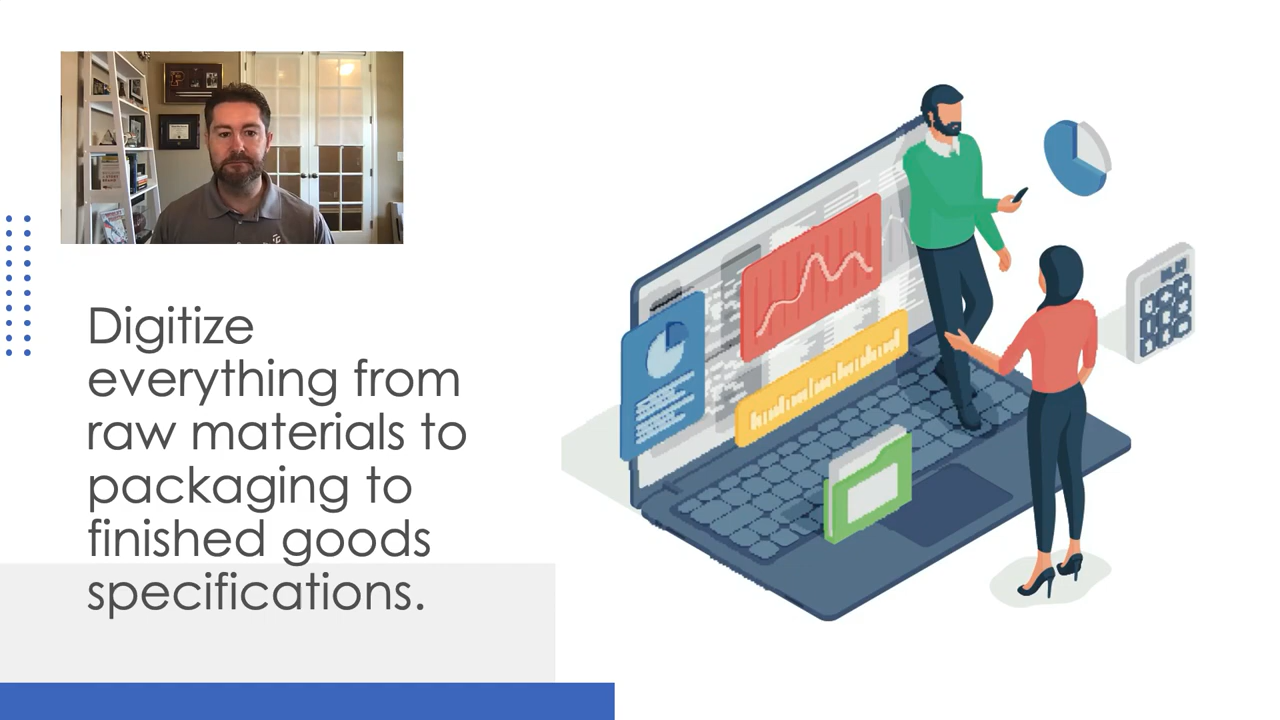 Digitize
everything from
raw materials to
packaging to
finished goods
specifications.